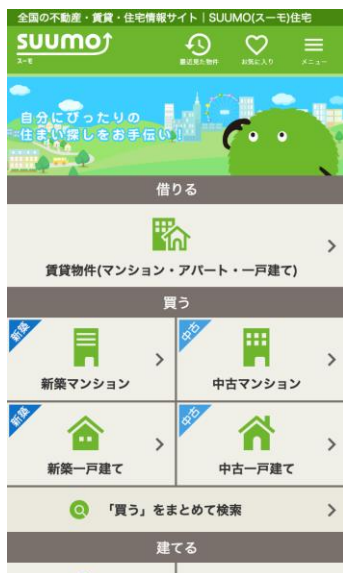 全国の不動産・賃貸・住宅情報サイト｜SUUMO(スーモ)住宅
SUUMO
スーモ
最近見た物件
お気に入り
メニュー
自分にぴったりの
住まい探しをお手伝い！
借りる
賃貸物件(マンション・アパート・一戸建て)
買う
新築
新築マンション
中古
中古マンション
新築
新築一戸建て
中古
中古一戸建て
「買う」をまとめて検索
建てる